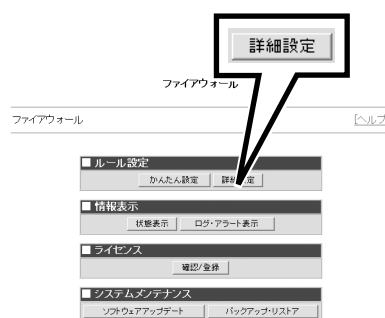 詳細設定
ファイアウォール
ファイアウォール [ヘルプ
■ ルール設定
かんたん設定 詳細設定
■ 情報表示
状態表示 ログ・アラート表示
■ ライセンス
確認/登録
■ システムメンテナンス
ソフトウェアアップデート バックアップ・リストア